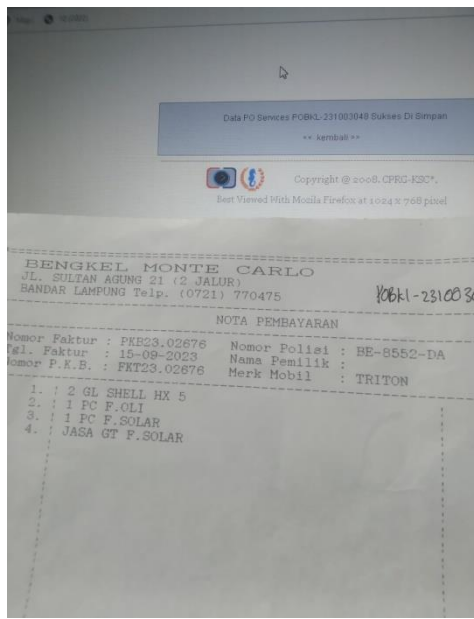 Data PO Services POBKL-231003048 Sukses Di Simpan
<< kembali >>
Copyright @ 2008. CPRG-KSC*,
Best Viewed With Mozila Firefox at 1024 x 768 pixel
BENGKEL MONTE CARLO
JL. SULTAN AGUNG 21 (2 JALUR)
BANDAR LAMPUNG Telp. (0721) 770475
POBKL-231003
NOTA PEMBAYARAN
Nomor Faktur : PKB23.02676 Nomor Polisi : BE-8552-DA
Tgl. Faktur : 15-09-2023 Nama Pemilik :
Nomor P.K.B. : FKT23.02676 Merk Mobil : TRITON
1. 2 GL SHELL HX 5
2. 1 PC F.OLI
3. 1 PC F.SOLAR
4. JASA GT F.SOLAR